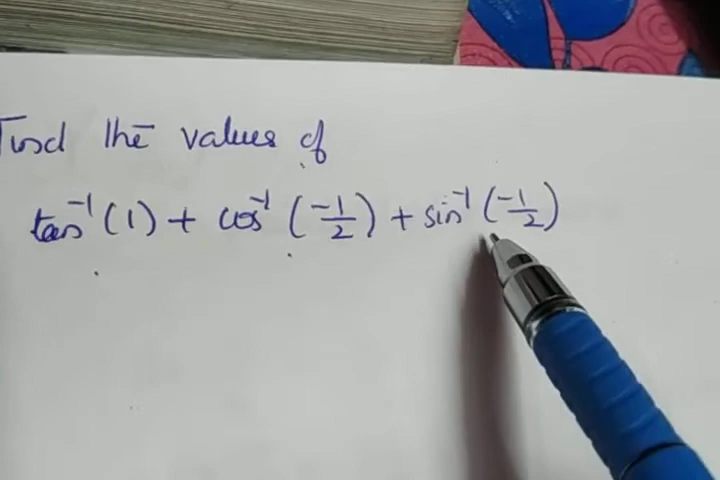 Find the values of
tan⁻¹ (1) + cos⁻¹ (-1/2) + sin⁻¹ (-1/2)